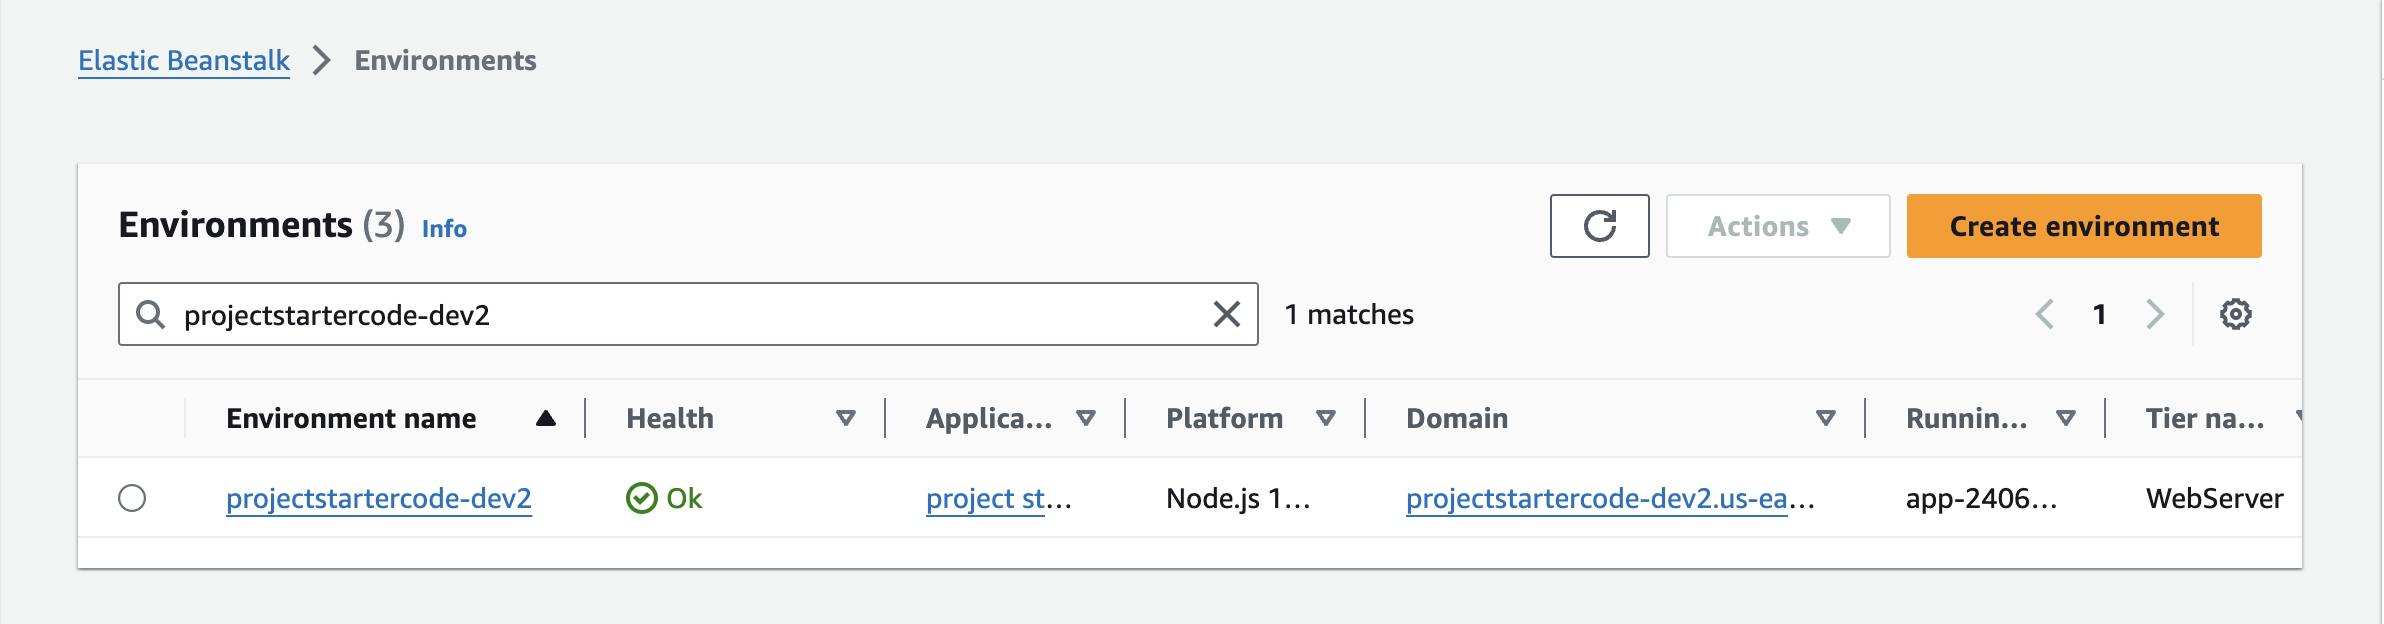 Elastic Beanstalk > Environments
Environments (3) Info
Actions
Create environment
projectstartercode-dev2
1 matches
1
Environment name Health Applica... Platform Domain Runnin... Tier na...
projectstartercode-dev2 Ok project st... Node.js 1... projectstartercode-dev2.us-ea... app-2406... WebServer